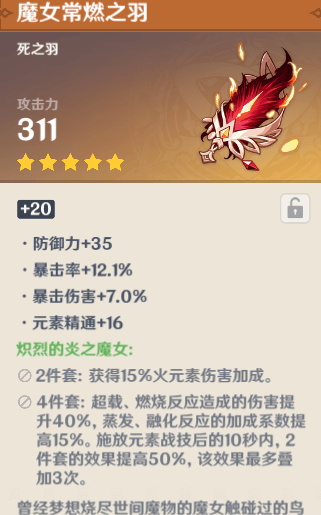 魔女常燃之羽
死之羽
攻击力
311
+20
·防御力+35
·暴击率+12.1%
·暴击伤害+7.0%
·元素精通+16
炽烈的炎之魔女:
2件套: 获得15%火元素伤害加成。
4件套: 超载、燃烧反应造成的伤害提
升40%,蒸发、融化反应的加成系数提
高15%。施放元素战技后的10秒内,2
件套的效果提高50%,该效果最多叠
加3次。
曾经梦想烧尽世间魔物的魔女触碰过的鸟